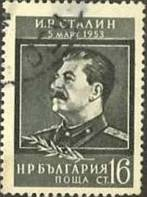 И.В.СТАЛИН
5 МАРТ 1953
НР БЪЛГАРИЯ
ПОЩА СТ. 16